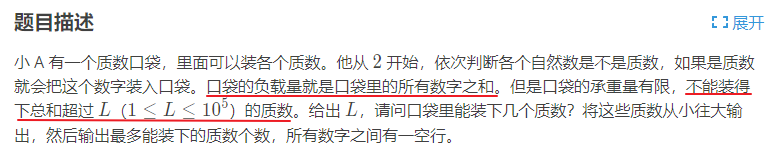 题目描述
展开
小 A 有一个质数口袋，里面可以装各个质数。他从 2 开始，依次判断各个自然数是不是质数，如果是质数
就会把这个数字装入口袋。口袋的负载量就是口袋里的所有数字之和。但是口袋的承重量有限，不能装得
下总和超过 L（1 ≤ L ≤ 10⁵）的质数。给出 L，请问口袋里能装下几个质数？将这些质数从小往大输
出，然后输出最多能装下的质数个数，所有数字之间有一空行。